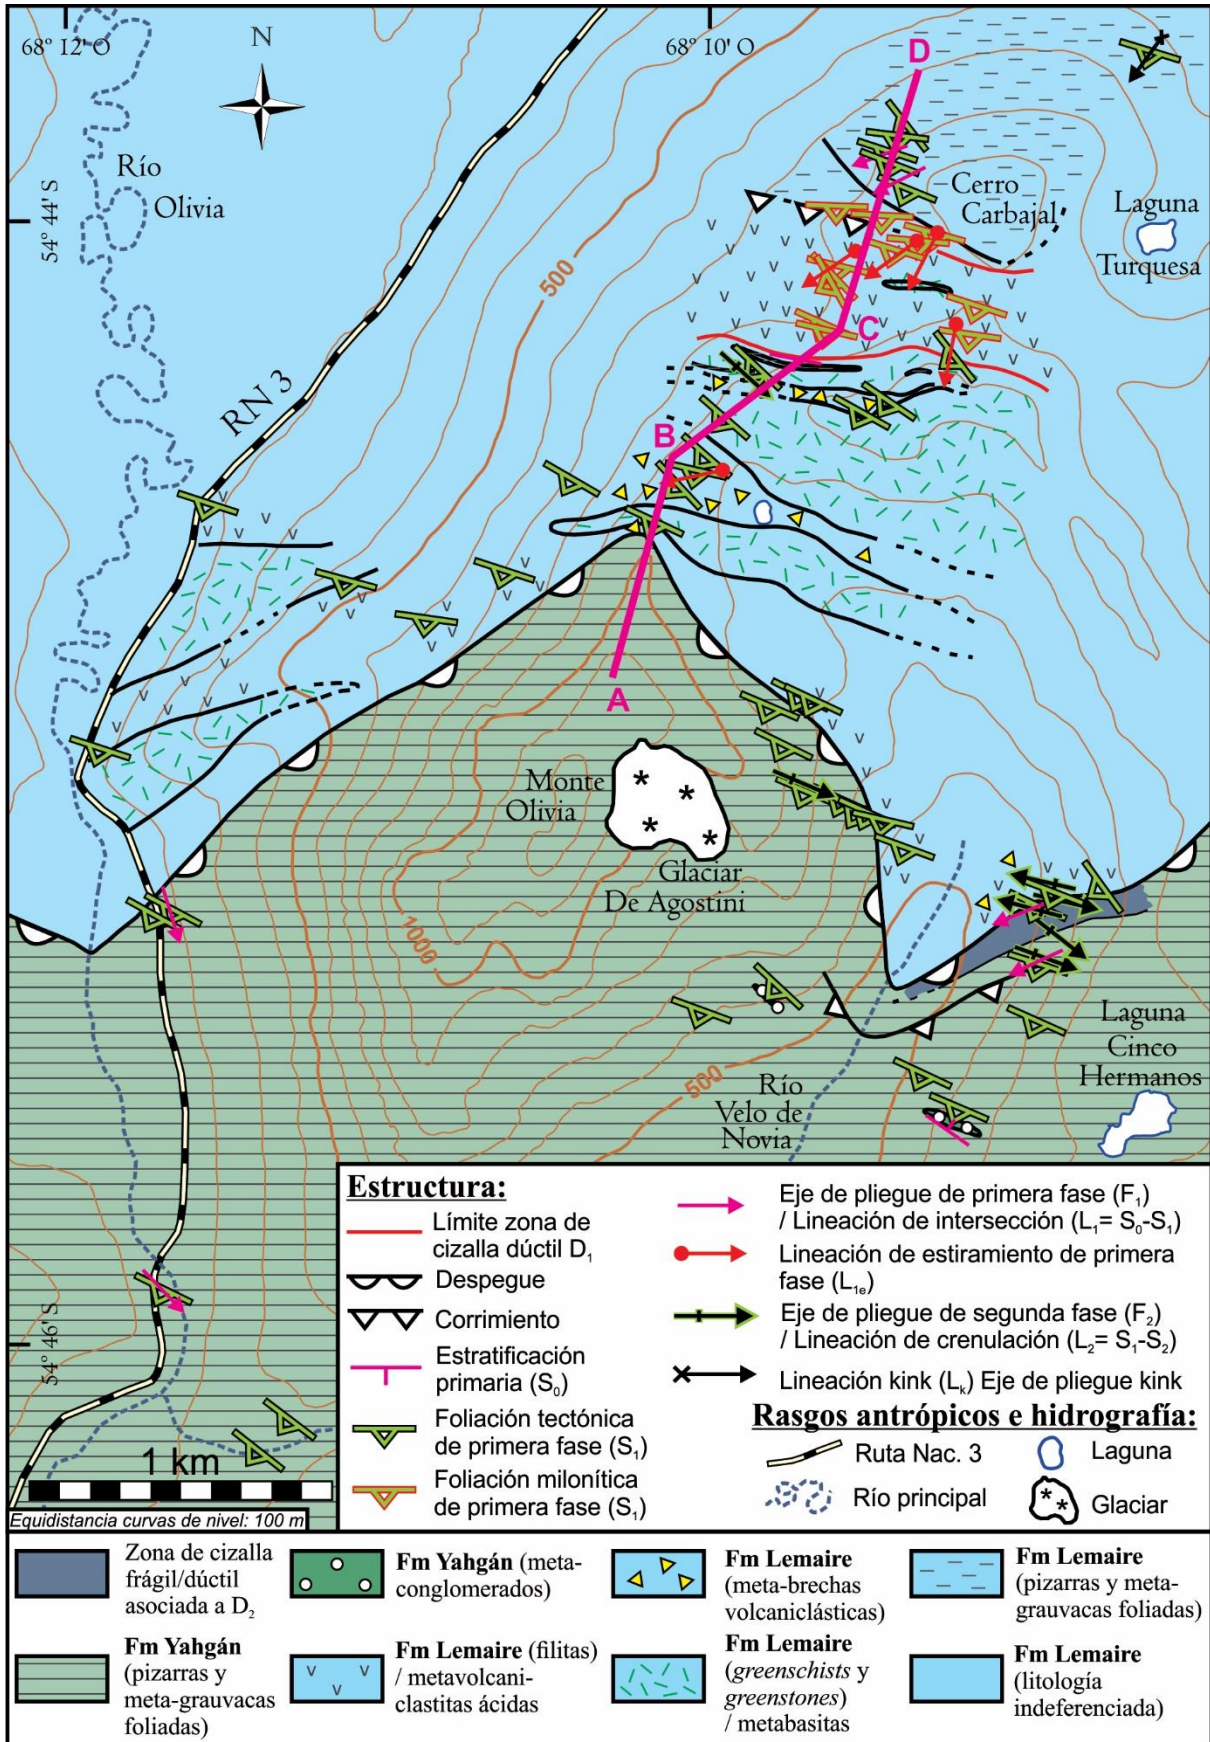 68° 12' O
68° 10' O
N
D
Río
Olivia
54° 44' S
Cerro
Carbajal
Laguna
Turquesa
500
RN 3
C
B
A
Monte
Olivia
Glaciar
De Agostini
1000
500
Río
Velo de
Novia
Laguna
Cinco
Hermanos
54° 46' S
1 km
Equidistancia curvas de nivel: 100 m
Estructura:
Límite zona de
cizalla dúctil D₁
Despegue
Corrimiento
Estratificación
primaria (S₀)
Foliación tectónica
de primera fase (S₁)
Foliación milonítica
de primera fase (S₁)
Eje de pliegue de primera fase (F₁)
/ Lineación de intersección (L₁= S₀-S₁)
Lineación de estiramiento de primera
fase (L₁ₑ)
Eje de pliegue de segunda fase (F₂)
/ Lineación de crenulación (L₂= S₁-S₂)
Lineación kink (Lₖ) Eje de pliegue kink
Rasgos antrópicos e hidrografía:
Ruta Nac. 3
Laguna
Río principal
Glaciar
Zona de cizalla
frágil/dúctil
asociada a D₂
Fm Yahgán (meta-
conglomerados)
Fm Lemaire
(meta-brechas
volcaniclásticas)
Fm Lemaire
(pizarras y meta-
grauvacas foliadas)
Fm Yahgán
(pizarras y
meta-grauvacas
foliadas)
Fm Lemaire (filitas)
/ metavolcani-
clastitas ácidas
Fm Lemaire
(greenschists y
greenstones)
/ metabasitas
Fm Lemaire
(litología
indeferenciada)